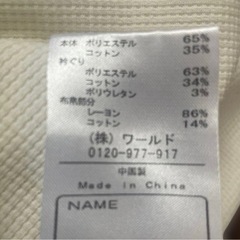 本体 ポリエステル 65%
コットン 35%
衿ぐり
ポリエステル 63%
コットン 34%
ポリウレタン 3%
布帛部分
レーヨン 86%
コットン 14%
(株) ワールド
0120-977-917
中国製
Made in China
NAME